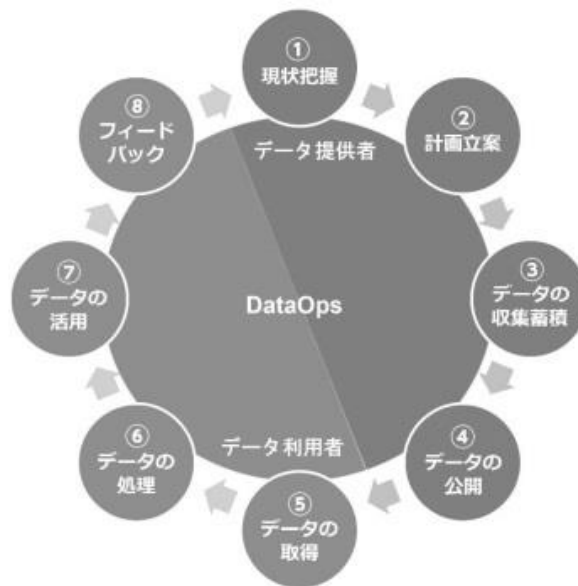 ①
現状把握
②
計画立案
③
データの
収集蓄積
④
データの
公開
⑤
データの
取得
⑥
データの
処理
⑦
データの
活用
⑧
フィード
バック
データ提供者
DataOps
データ利用者